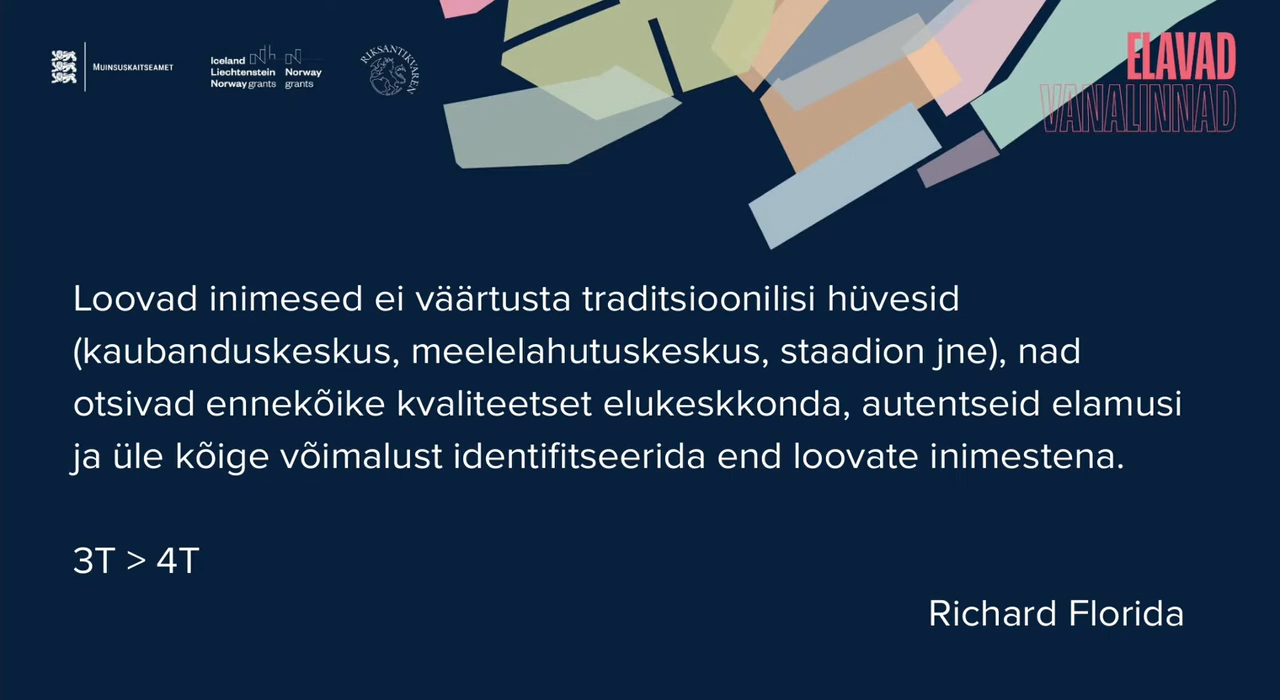 MUINSUSKAITSEAMET
Iceland
Liechtenstein
Norway grants
Norway
grants
RIKSANTIKVAREN
ELAVAD
VANALINNAD
Loovad inimesed ei väärtusta traditsioonilisi hüvesid
(kaubanduskeskus, meelelahutuskeskus, staadion jne), nad
otsivad ennekõike kvaliteetset elukeskkonda, autentseid elamusi
ja üle kõige võimalust identifitseerida end loovate inimestena.
3T > 4T
Richard Florida